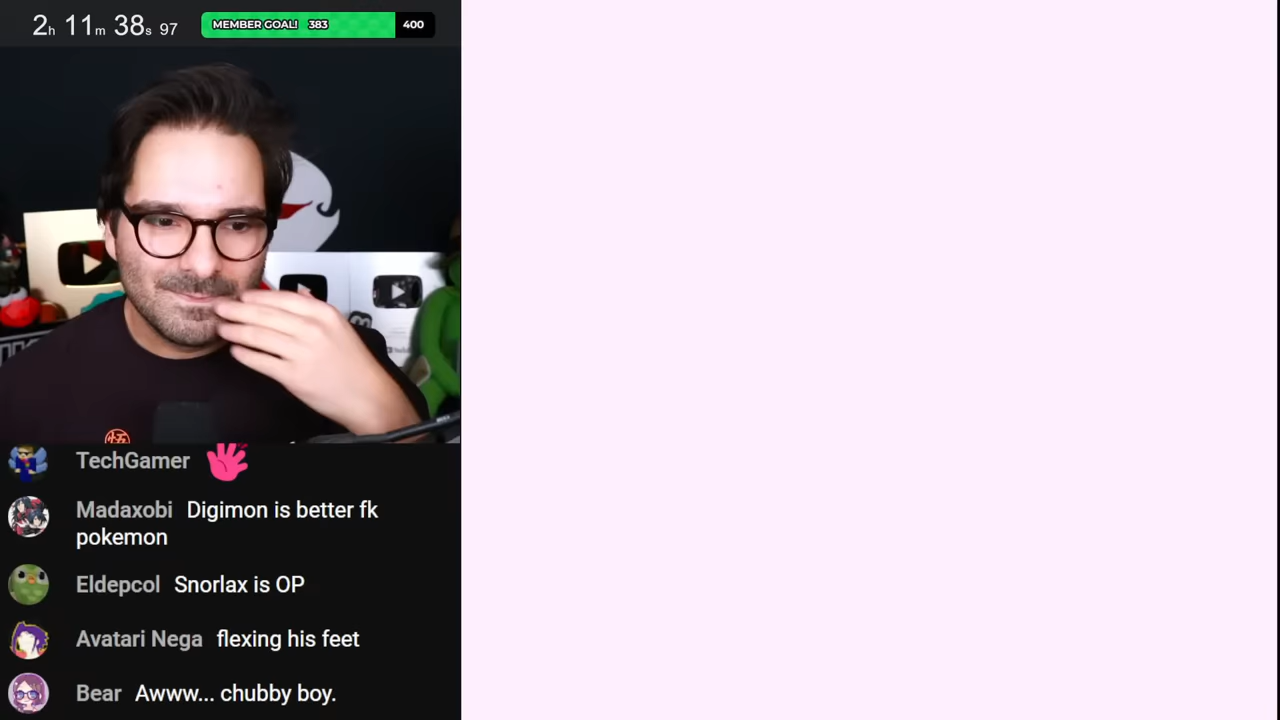 2h 11m 38s 97
MEMBER GOAL! 383 400
悟
TechGamer
Madaxobi Digimon is better fk
pokemon
Eldepcol Snorlax is OP
Avatari Nega flexing his feet
Bear Awww... chubby boy.